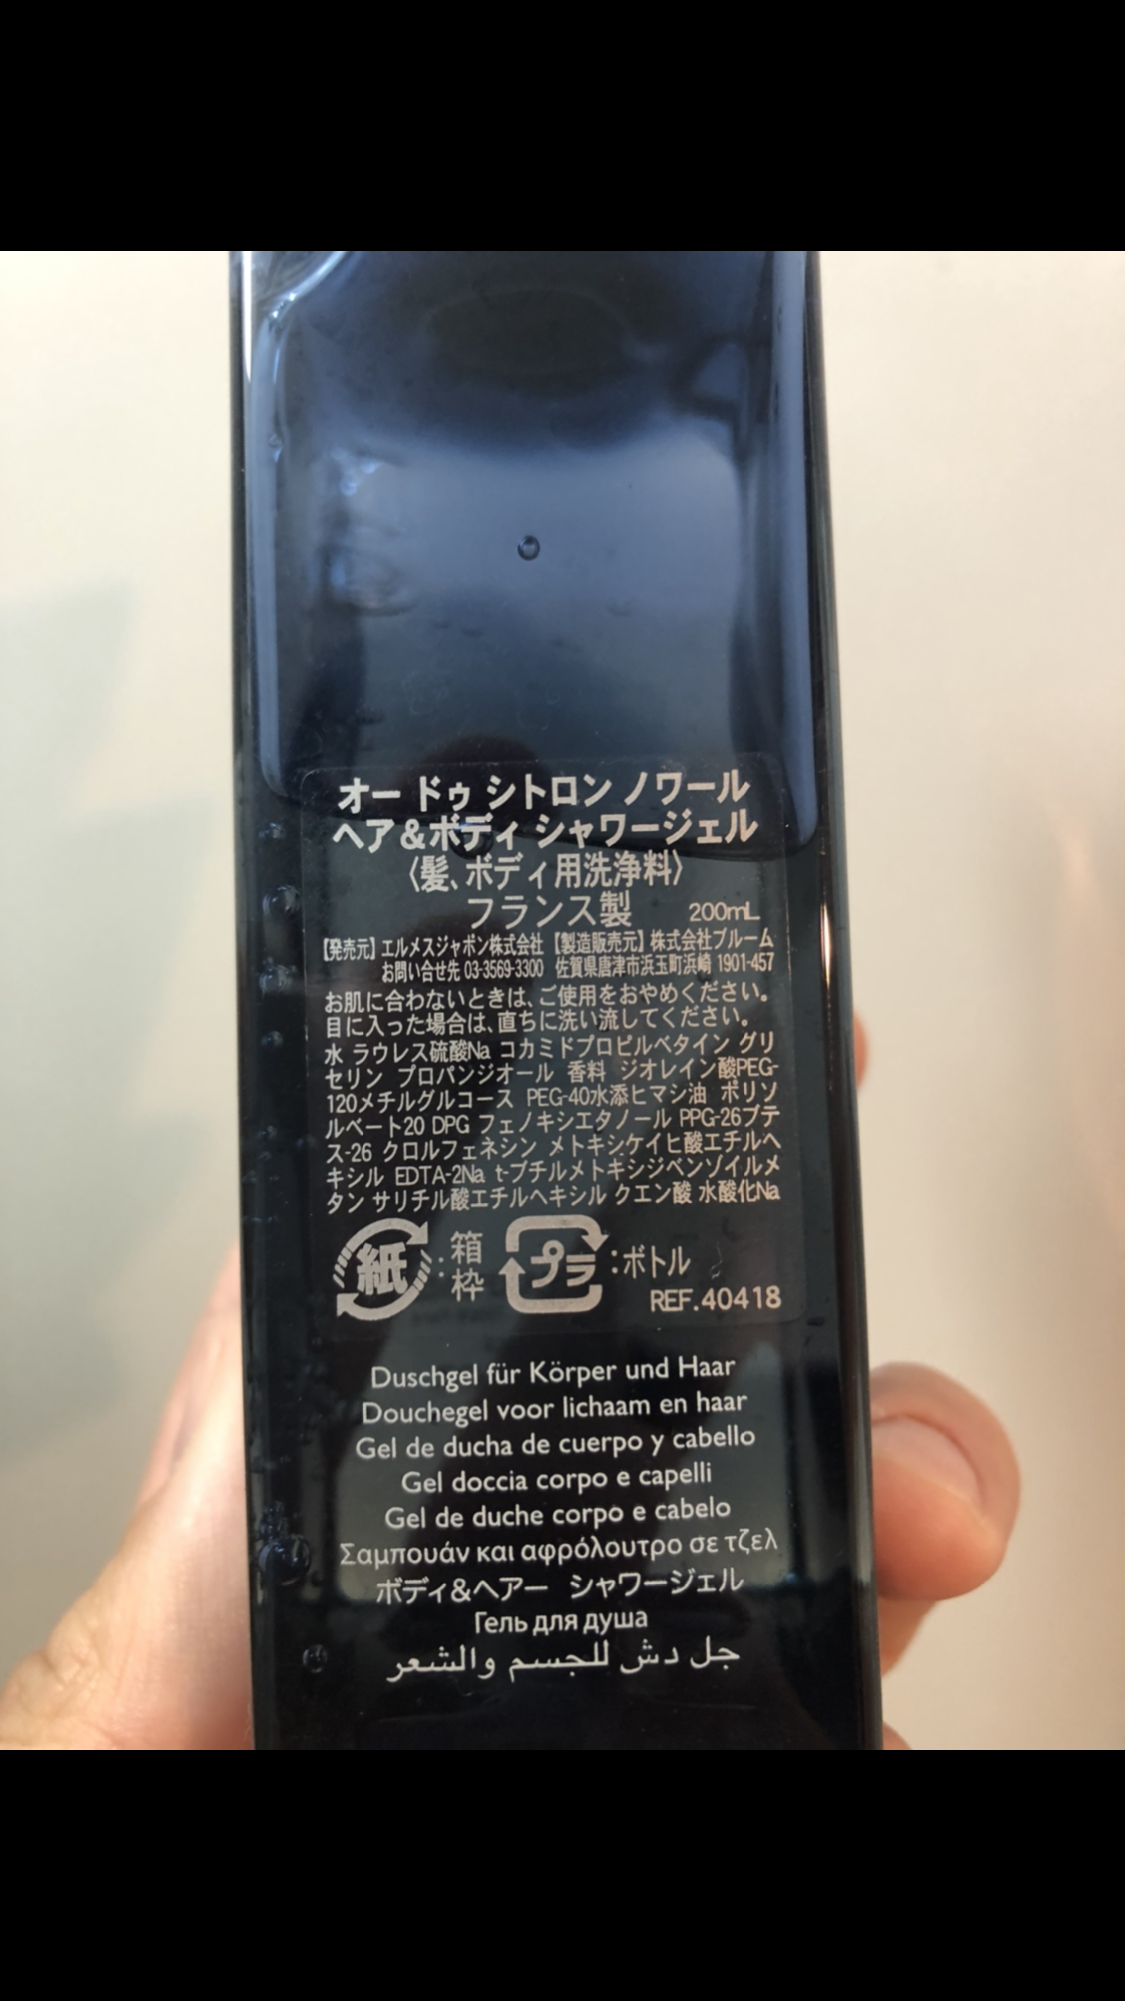 オー ドゥ シトロン ノワール
ヘア＆ボディ シャワージェル
〈髪、ボディ用洗浄料〉
フランス製 200mL
【発売元】エルメスジャポン株式会社 【製造販売元】株式会社ブルーム
お問い合せ先 03-3569-3300 佐賀県唐津市浜玉町浜崎 1901-457
お肌に合わないときは、ご使用をおやめください。
目に入った場合は、直ちに洗い流してください。
水 ラウレス硫酸Na コカミドプロピルベタイン グリ
セリン プロパンジオール 香料 ジオレイン酸PEG-
120メチルグルコース PEG-40水添ヒマシ油 ポリソ
ルベート20 DPG フェノキシエタノール PPG-26ブテ
ス-26 クロルフェネシン メトキシケイヒ酸エチルヘ
キシル EDTA-2Na t-ブチルメトキシジベンゾイルメ
タン サリチル酸エチルヘキシル クエン酸 水酸化Na
紙 :箱 枠 プラ :ボトル
REF.40418
Duschgel für Körper und Haar
Douchegel voor lichaam en haar
Gel de ducha de cuerpo y cabello
Gel doccia corpo e capelli
Gel de duche corpo e cabelo
Σαμπουάν και αφρόλουτρο σε τζελ
ボディ&ヘアー シャワージェル
Гель для душа
جل دش للجسم والشعر